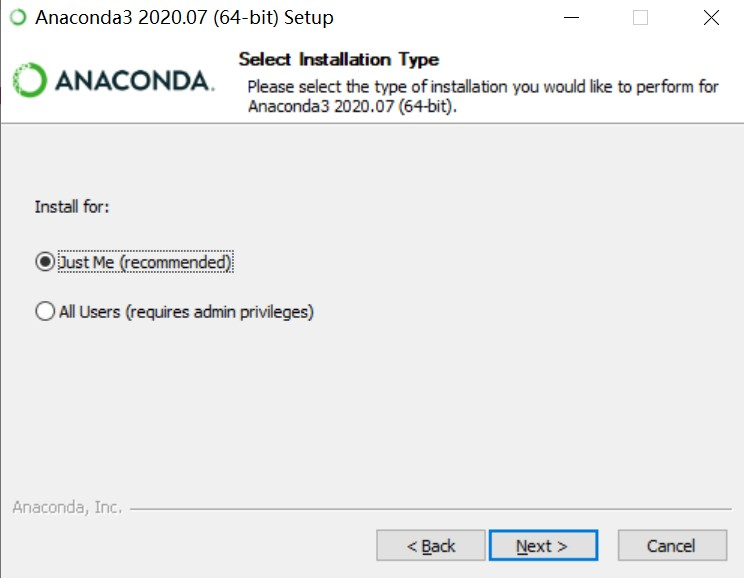 Anaconda3 2020.07 (64-bit) Setup
ANACONDA.
Select Installation Type
Please select the type of installation you would like to perform for
Anaconda3 2020.07 (64-bit).
Install for:
Just Me (recommended)
All Users (requires admin privileges)
Anaconda, Inc.
< Back
Next >
Cancel